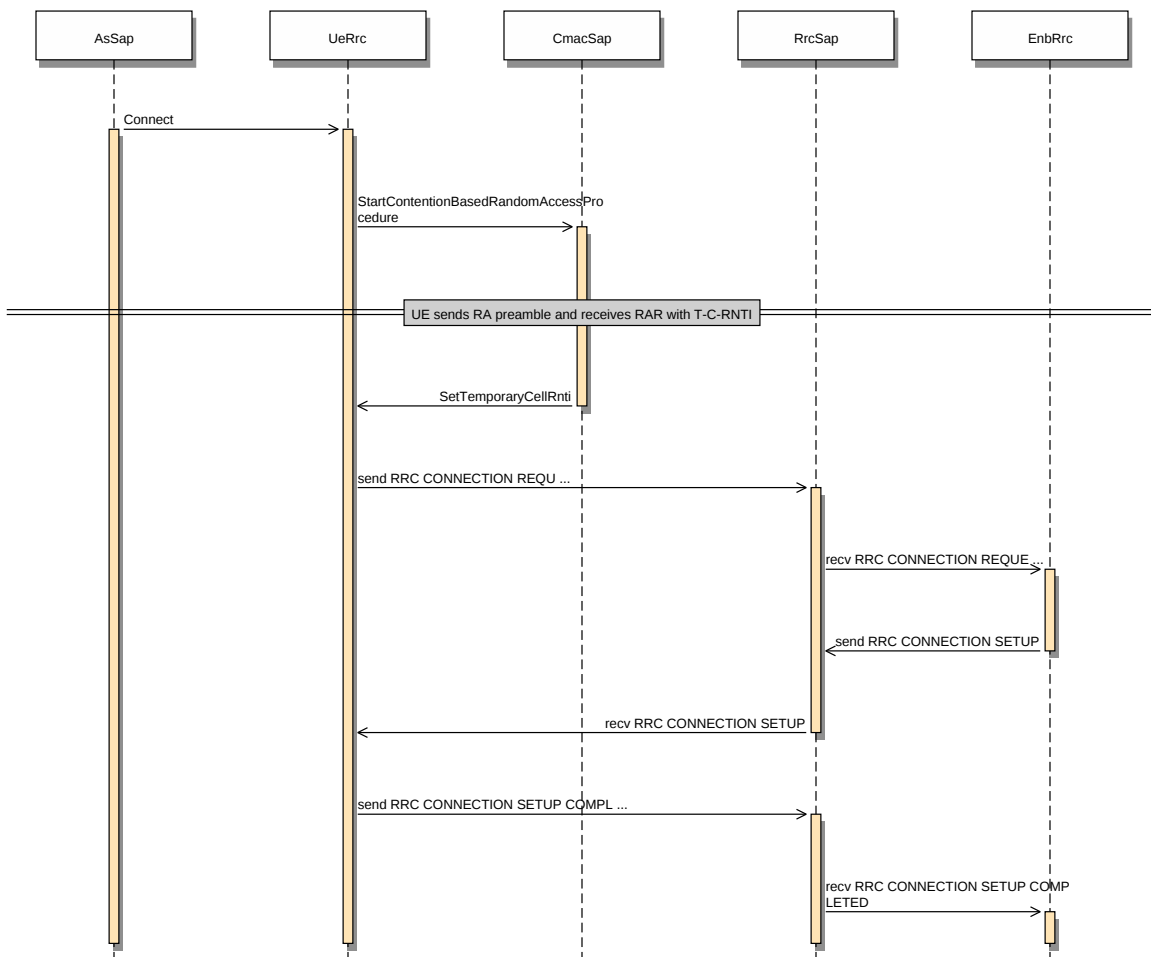 AsSap
UeRrc
CmacSap
RrcSap
EnbRrc
Connect
StartContentionBasedRandomAccessPro
cedure
UE sends RA preamble and receives RAR with T-C-RNTI
SetTemporaryCellRnti
send RRC CONNECTION REQU ...
recv RRC CONNECTION REQUE ...
send RRC CONNECTION SETUP
recv RRC CONNECTION SETUP
send RRC CONNECTION SETUP COMPL ...
recv RRC CONNECTION SETUP COMP
LETED